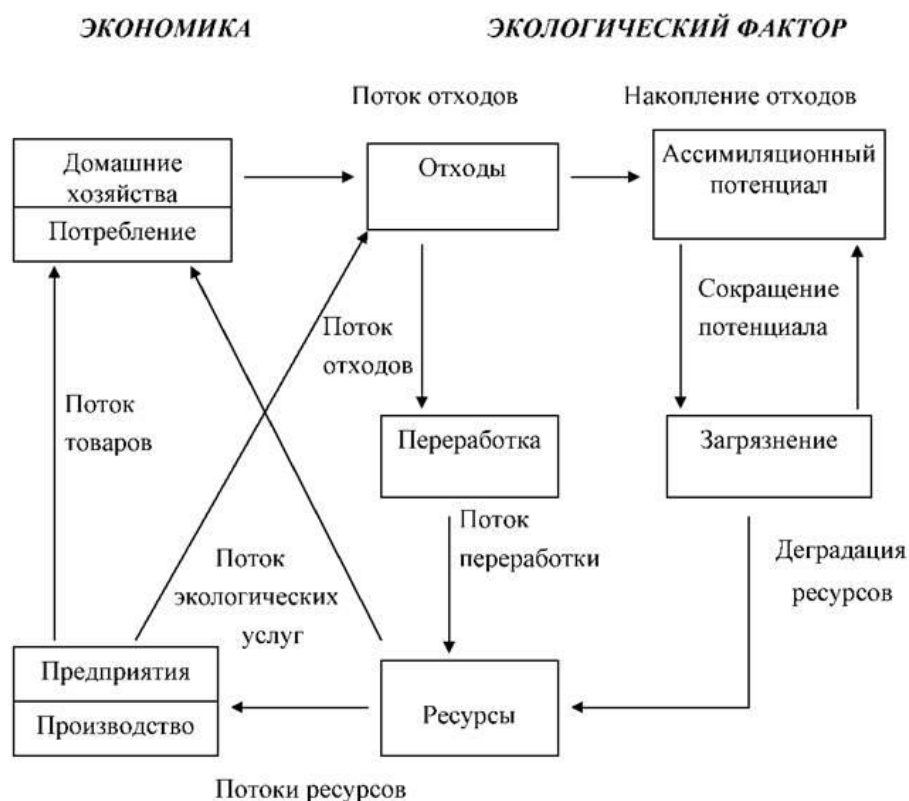 ЭКОНОМИКА
ЭКОЛОГИЧЕСКИЙ ФАКТОР
Поток отходов
Накопление отходов
Домашние
хозяйства
Потребление
Отходы
Ассимиляционный
потенциал
Поток
отходов
Сокращение
потенциала
Поток
товаров
Переработка
Загрязнение
Поток
переработки
Деградация
ресурсов
Поток
экологических
услуг
Предприятия
Производство
Ресурсы
Потоки ресурсов